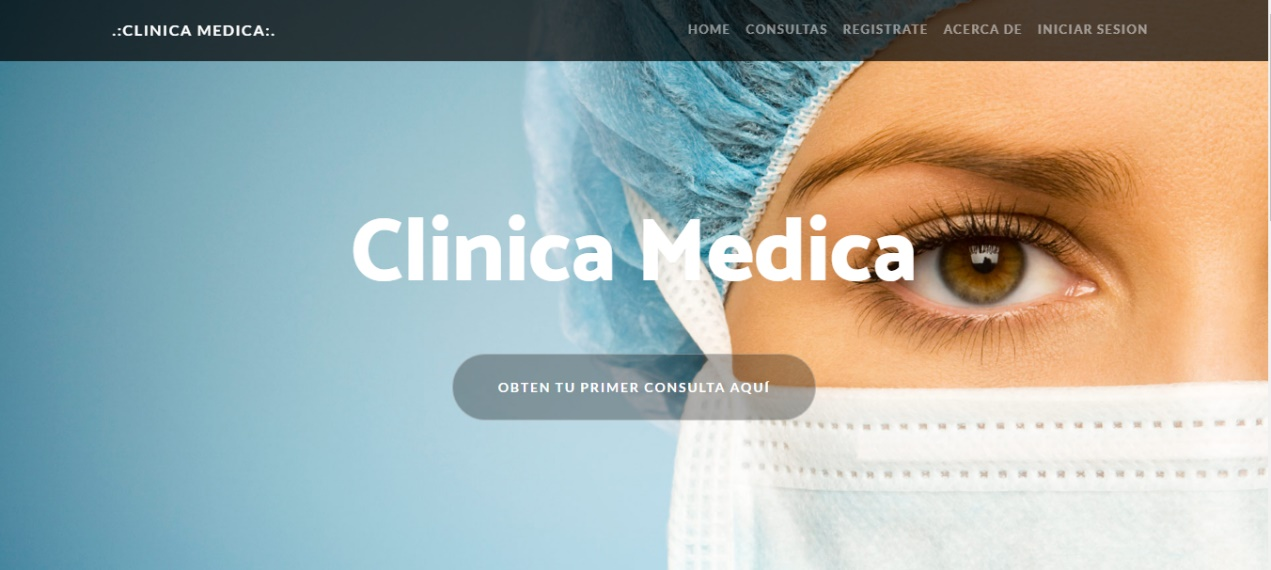 .:CLINICA MEDICA:.
HOME CONSULTAS REGISTRATE ACERCA DE INICIAR SESION
Clinica Medica
OBTEN TU PRIMER CONSULTA AQUÍ